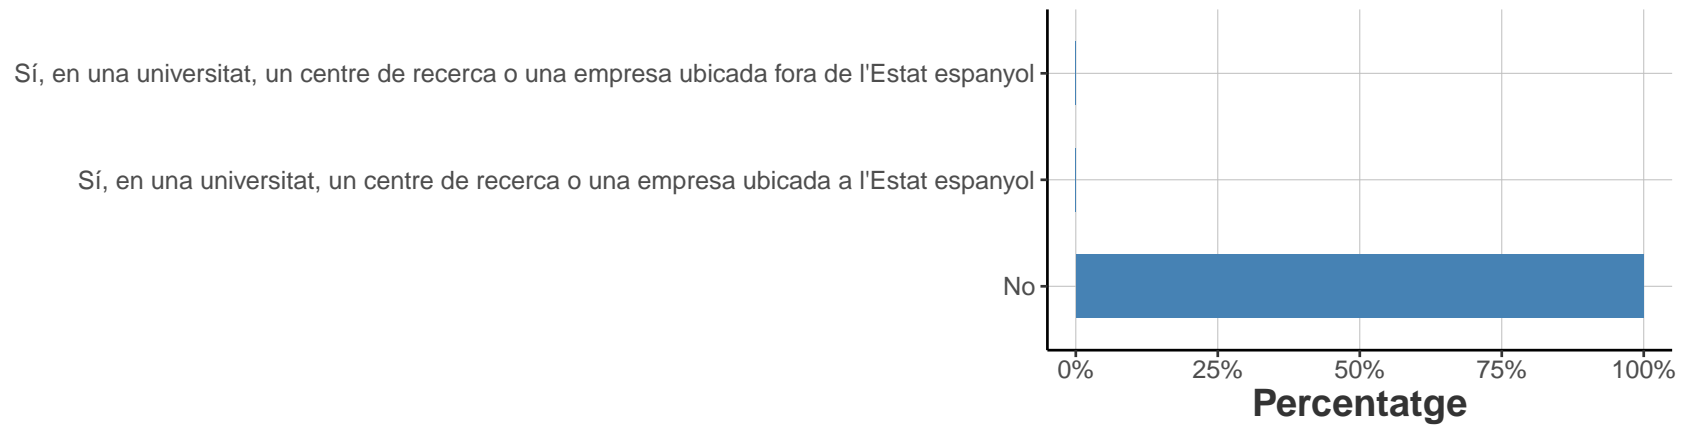 Sí, en una universitat, un centre de recerca o una empresa ubicada fora de l'Estat espanyol
Sí, en una universitat, un centre de recerca o una empresa ubicada a l'Estat espanyol
No
0% 25% 50% 75% 100%
Percentatge